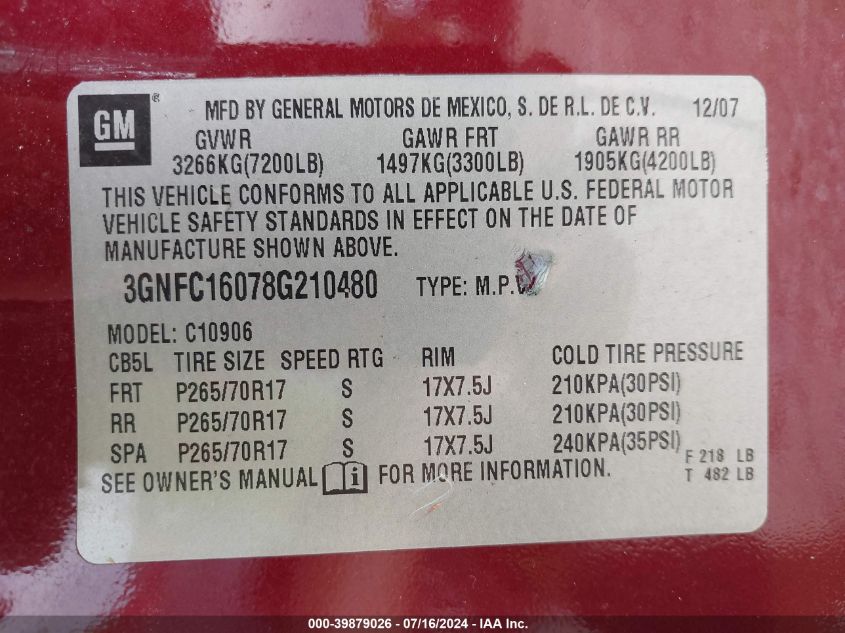 GM ® MFD BY GENERAL MOTORS DE MEXICO, S. DE R.L. DE C.V. 12/07
GVWR GAWR FRT GAWR RR
3266KG(7200LB) 1497KG(3300LB) 1905KG(4200LB)
THIS VEHICLE CONFORMS TO ALL APPLICABLE U.S. FEDERAL MOTOR
VEHICLE SAFETY STANDARDS IN EFFECT ON THE DATE OF
MANUFACTURE SHOWN ABOVE.
3GNFC16078G210480 TYPE: M.P.
MODEL: C10906
CB5L TIRE SIZE SPEED RTG RIM COLD TIRE PRESSURE
FRT P265/70R17 S 17X7.5J 210KPA(30PSI)
RR P265/70R17 S 17X7.5J 210KPA(30PSI)
SPA P265/70R17 S 17X7.5J 240KPA(35PSI) F 218 LB
SEE OWNER'S MANUAL i FOR MORE INFORMATION. T 482 LB
000-39879026 - 07/16/2024 - IAA Inc.